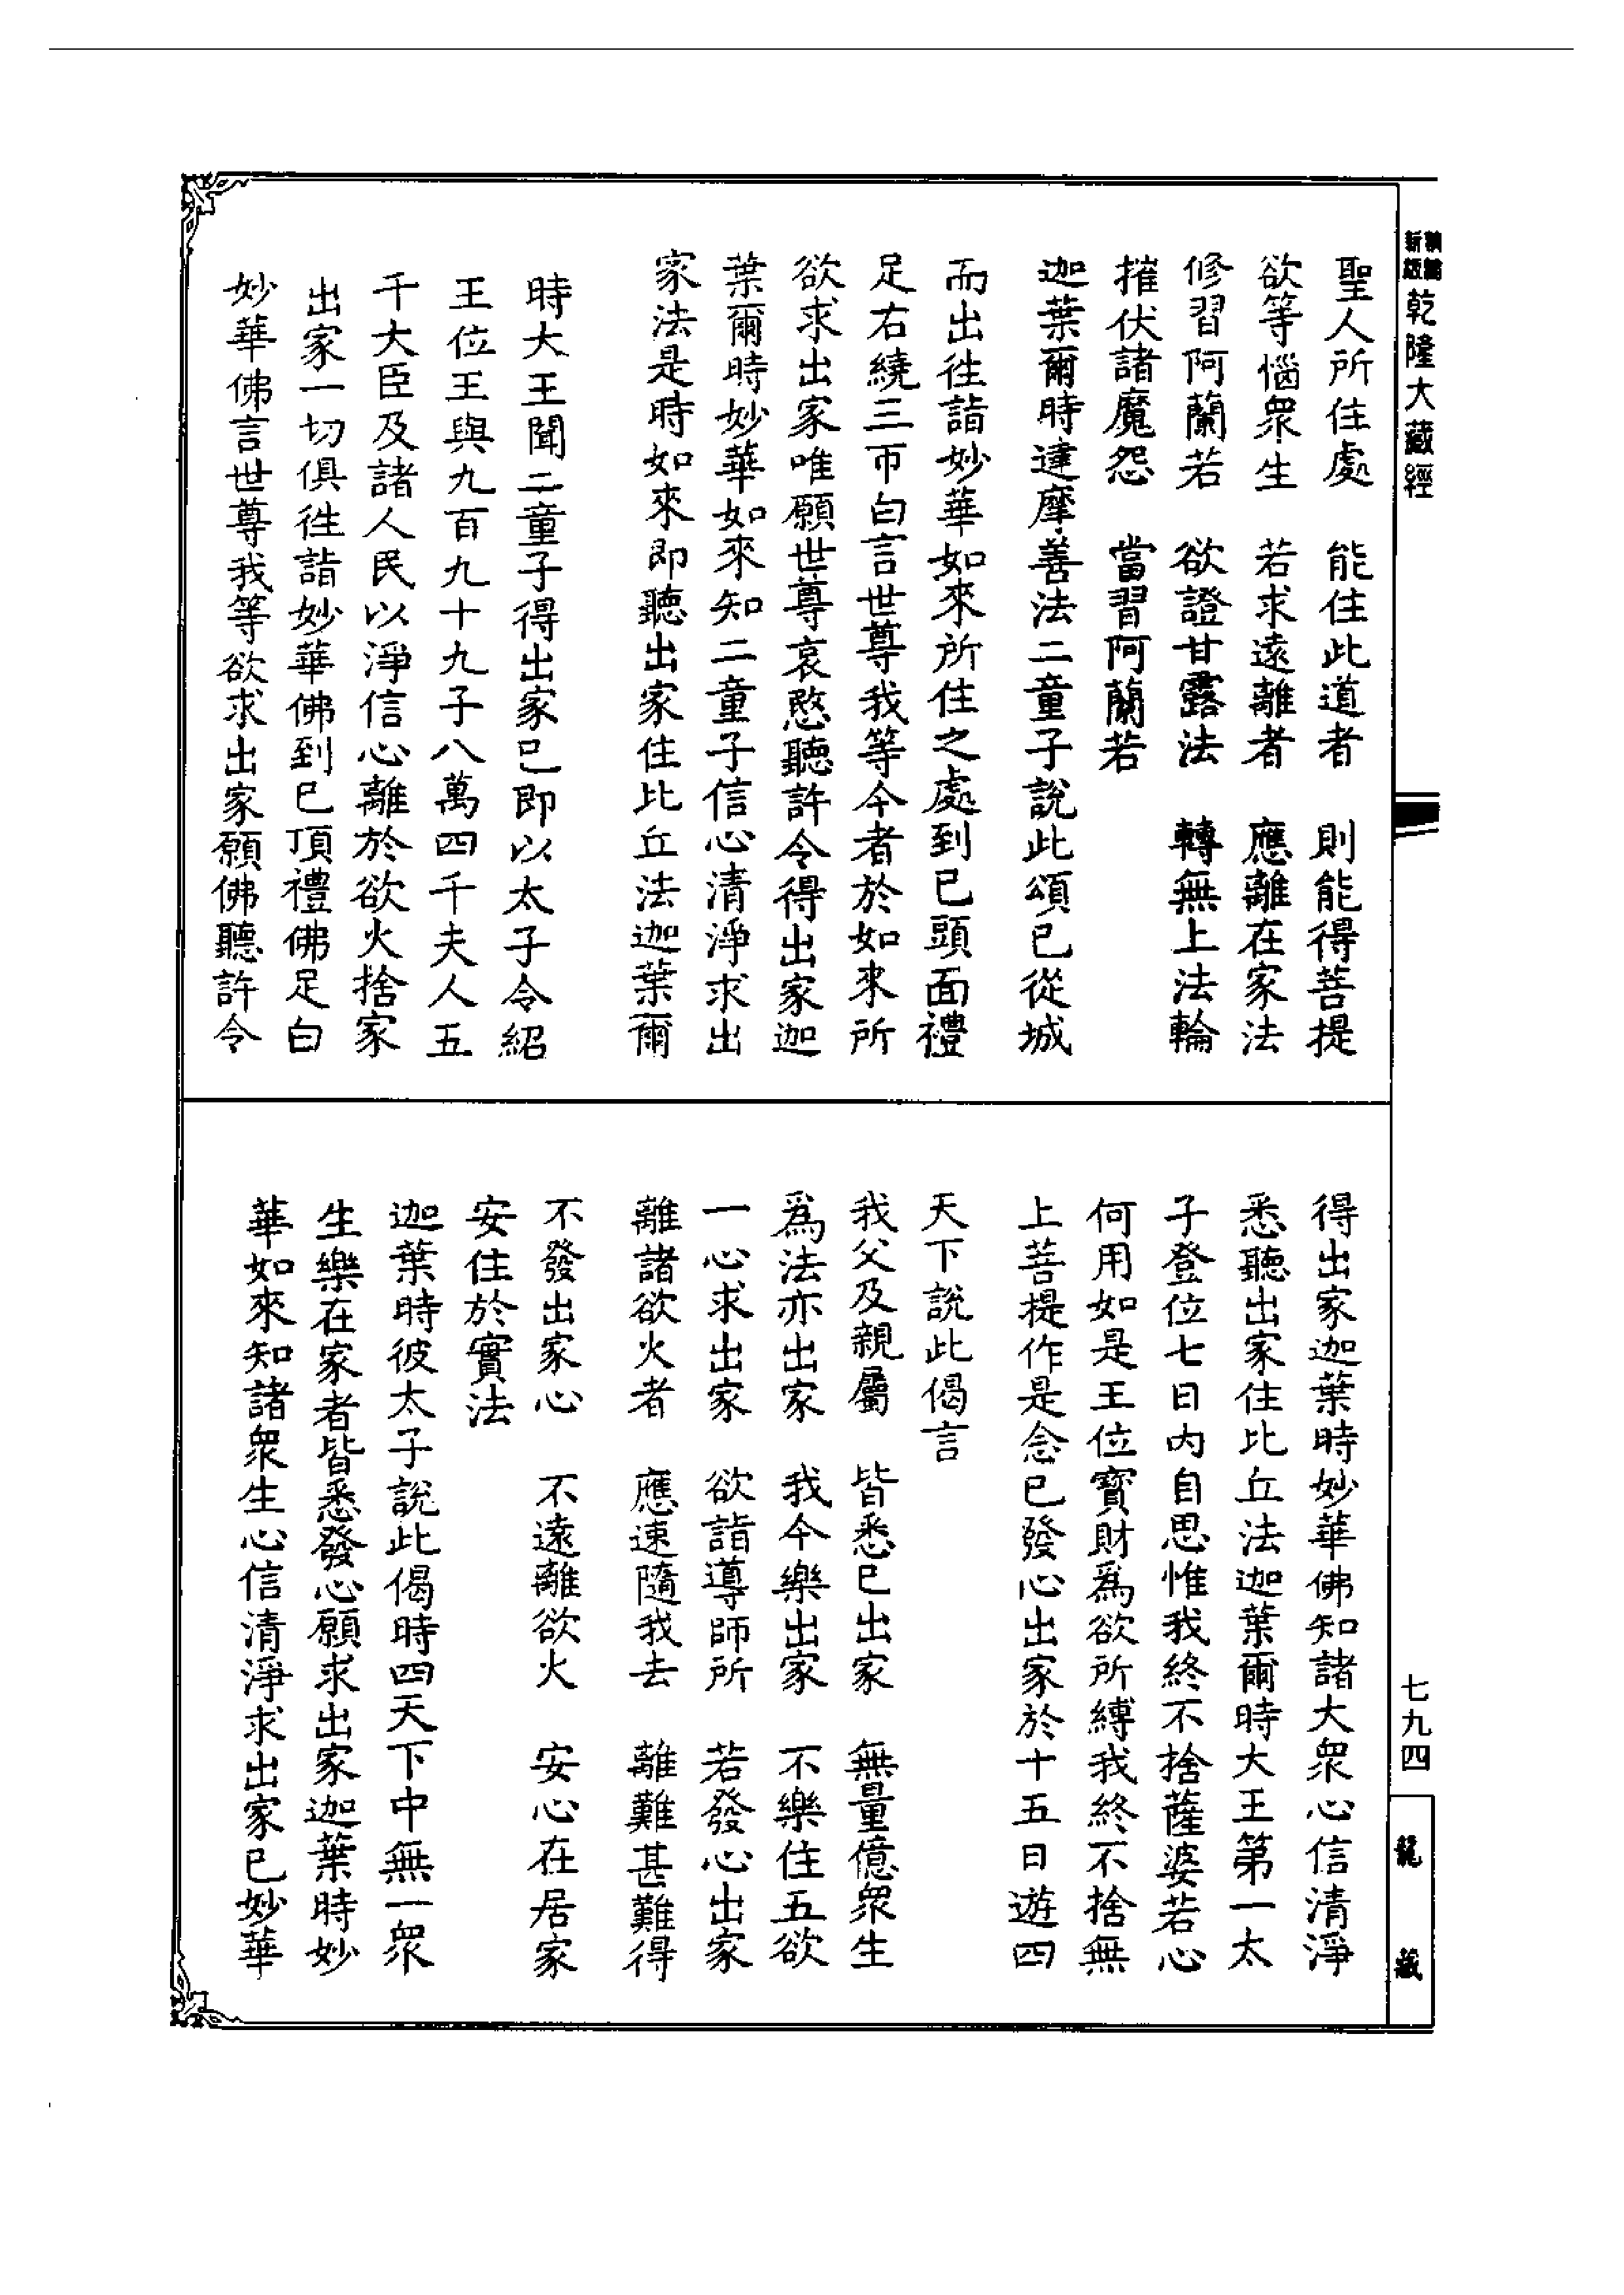 新編
縮版
乾隆大藏經
聖人所住處　能住此道者　則能得菩提
欲等惱衆生　若求遠離者　應離在家法
修習阿蘭若　欲證甘露法　轉無上法輪
摧伏諸魔怨　當習阿蘭若
迦葉爾時達摩善法二童子說此頌已從城
而出徃詣妙華如來所住之處到已頭面禮
足右繞三帀白言世尊我等今者於如來所
欲求出家唯願世尊哀愍聽許令得出家迦
葉爾時妙華如來知二童子信心清淨求出
家法是時如來即聽出家住比丘法迦葉爾
時大王聞二童子得出家已即以太子令紹
王位王與九百九十九子八萬四千夫人五
千大臣及諸人民以淨信心離於欲火捨家
出家一切俱徃詣妙華佛到已頂禮佛足白
妙華佛言世尊我等欲求出家願佛聽許令
得出家迦葉時妙華佛知諸大衆心信清淨
悉聽出家住比丘法迦葉爾時大王第一太
子登位七日內自思惟我終不捨薩婆若心
何用如是王位寶財爲欲所縛我終不捨無
上菩提作是念已發心出家於十五日遊四
天下說此偈言
我父及親屬　皆悉已出家　無量億衆生
爲法亦出家　我今樂出家　不樂住五欲
一心求出家　欲詣導師所　若發心出家
離諸欲火者　應速隨我去　離難甚難得
不發出家心　不遠離欲火　安心在居家
安住於實法
迦葉時彼太子說此偈時四天下中無一衆
生樂在家者皆悉發心願求出家迦葉時妙
華如來知諸衆生心信清淨求出家已妙華
七九四
龍藏